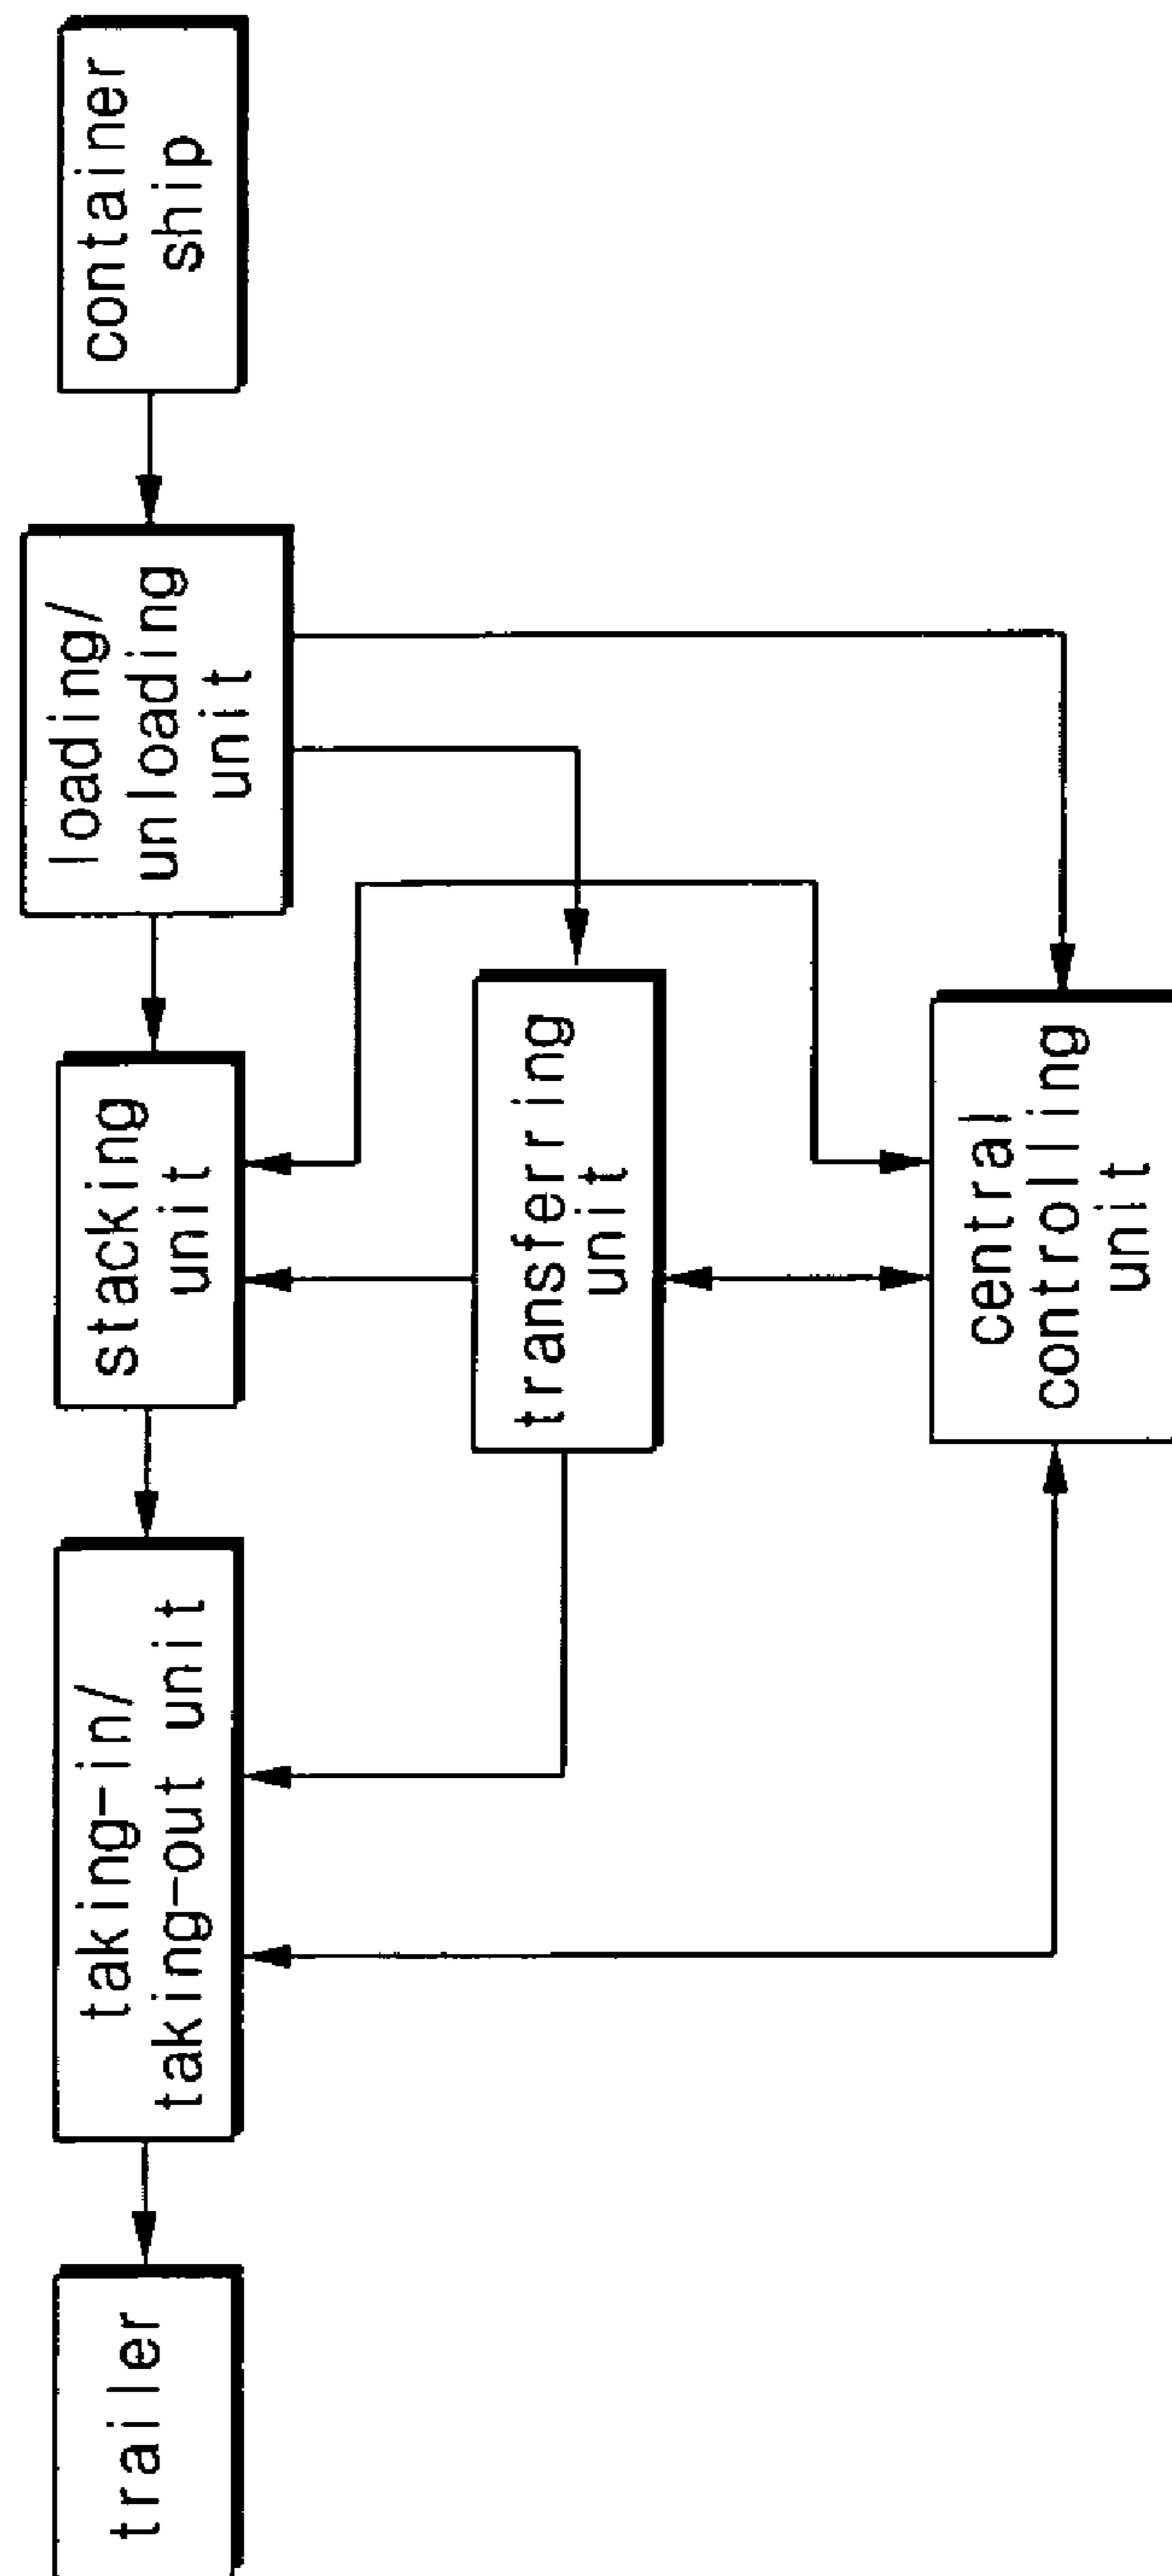 container
ship
loading/
unloading
unit
stacking
unit
transferring
unit
central
controlling
unit
taking-in/
taking-out unit
trailer